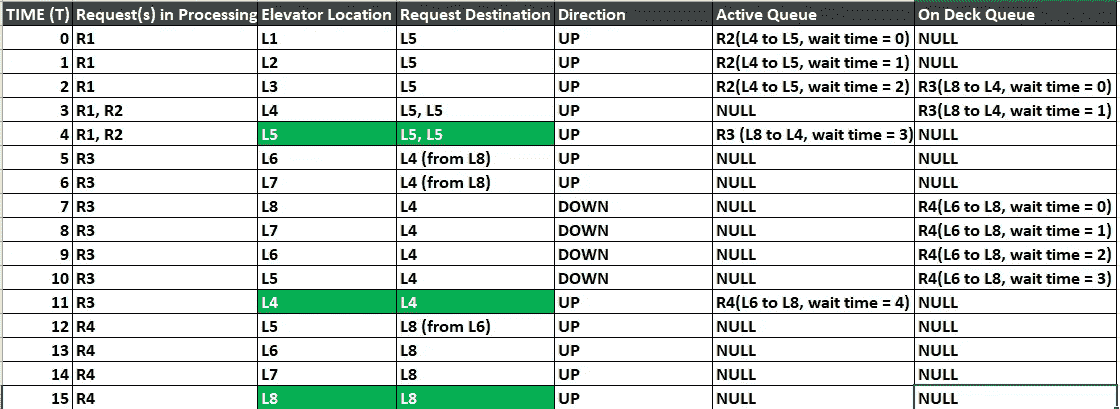 TIME (T) Request(s) in Processing Elevator Location Request Destination Direction Active Queue On Deck Queue
0 R1 L1 L5 UP R2(L4 to L5, wait time = 0) NULL
1 R1 L2 L5 UP R2(L4 to L5, wait time = 1) NULL
2 R1 L3 L5 UP R2(L4 to L5, wait time = 2) R3(L8 to L4, wait time = 0)
3 R1, R2 L4 L5, L5 UP NULL R3(L8 to L4, wait time = 1)
4 R1, R2 L5 L5, L5 UP R3 (L8 to L4, wait time = 3) NULL
5 R3 L6 L4 (from L8) UP NULL NULL
6 R3 L7 L4 (from L8) UP NULL NULL
7 R3 L8 L4 DOWN NULL R4(L6 to L8, wait time = 0)
8 R3 L7 L4 DOWN NULL R4(L6 to L8, wait time = 1)
9 R3 L6 L4 DOWN NULL R4(L6 to L8, wait time = 2)
10 R3 L5 L4 DOWN NULL R4(L6 to L8, wait time = 3)
11 R3 L4 L4 UP R4(L6 to L8, wait time = 4) NULL
12 R4 L5 L8 (from L6) UP NULL NULL
13 R4 L6 L8 UP NULL NULL
14 R4 L7 L8 UP NULL NULL
15 R4 L8 L8 UP NULL NULL